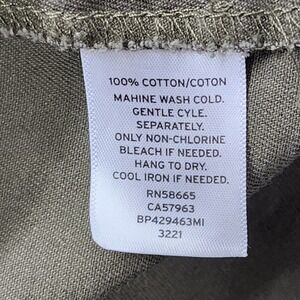 100% COTTON/COTON
MAHINE WASH COLD.
GENTLE CYLE.
SEPARATELY.
ONLY NON-CHLORINE
BLEACH IF NEEDED.
HANG TO DRY.
COOL IRON IF NEEDED.
RN58665
CA57963
BP429463MI
3221